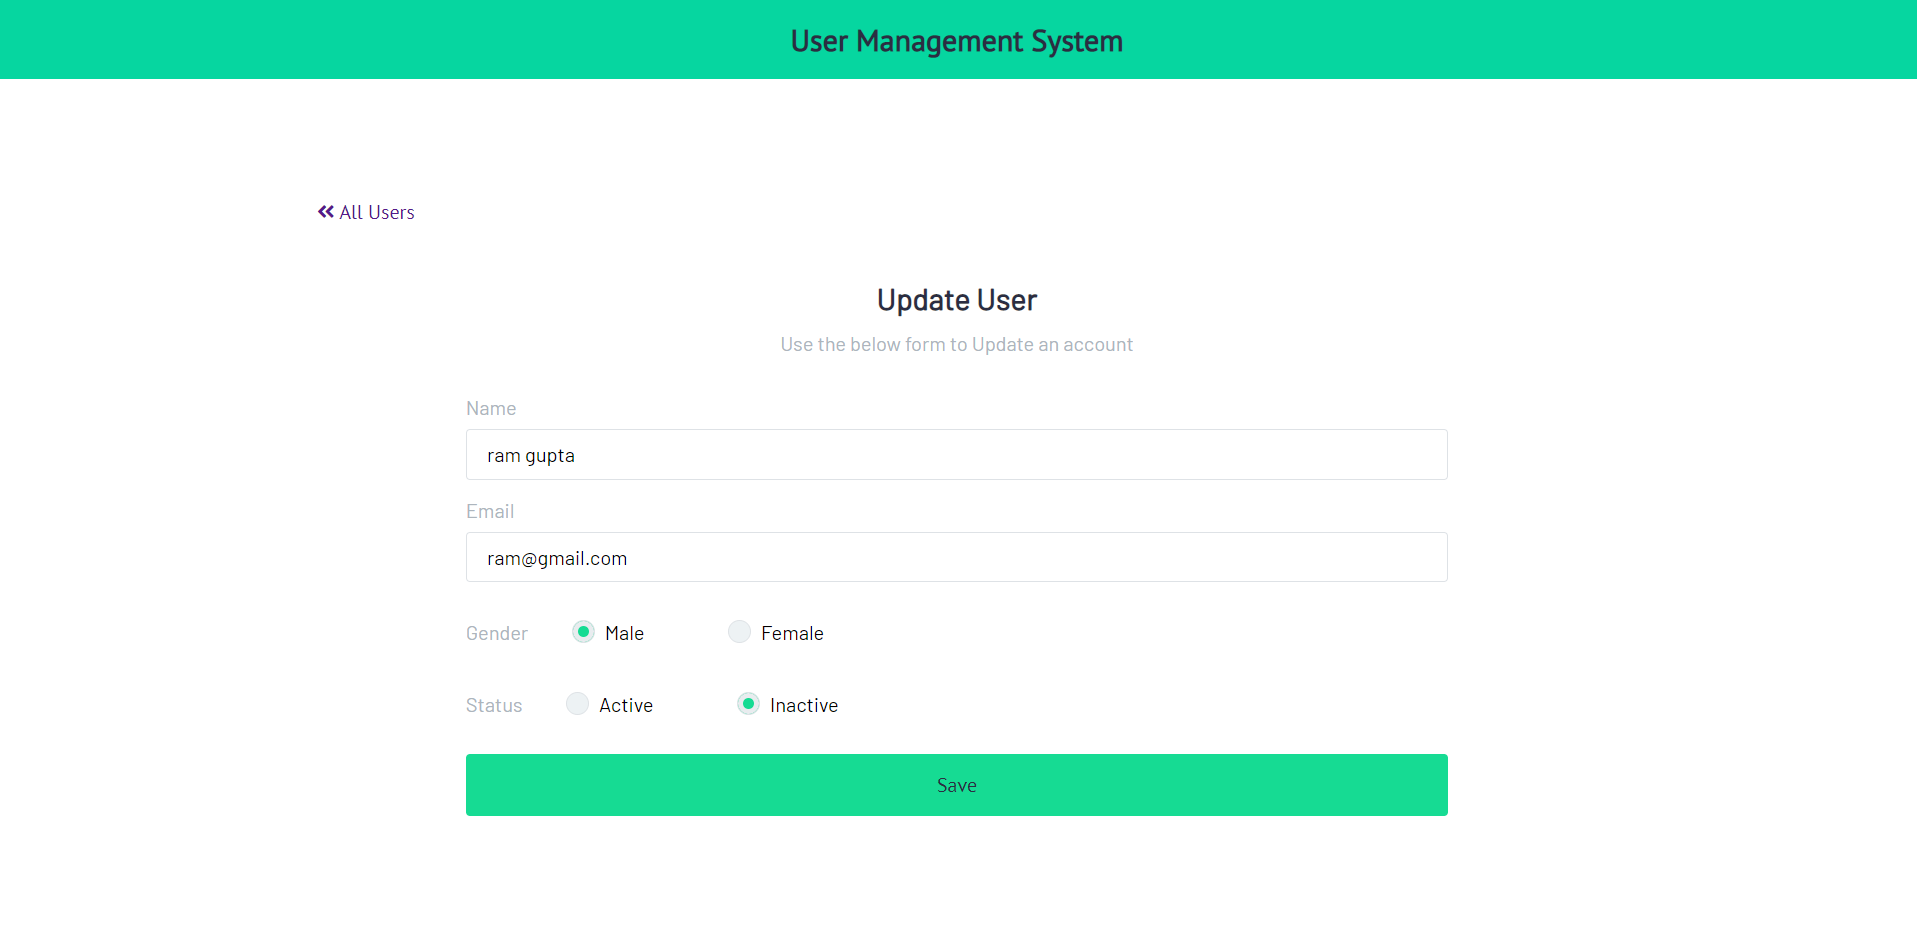 User Management System
All Users
Update User
Use the below form to Update an account
Name
ram gupta
Email
ram@gmail.com
Gender Male Female
Status Active Inactive
Save